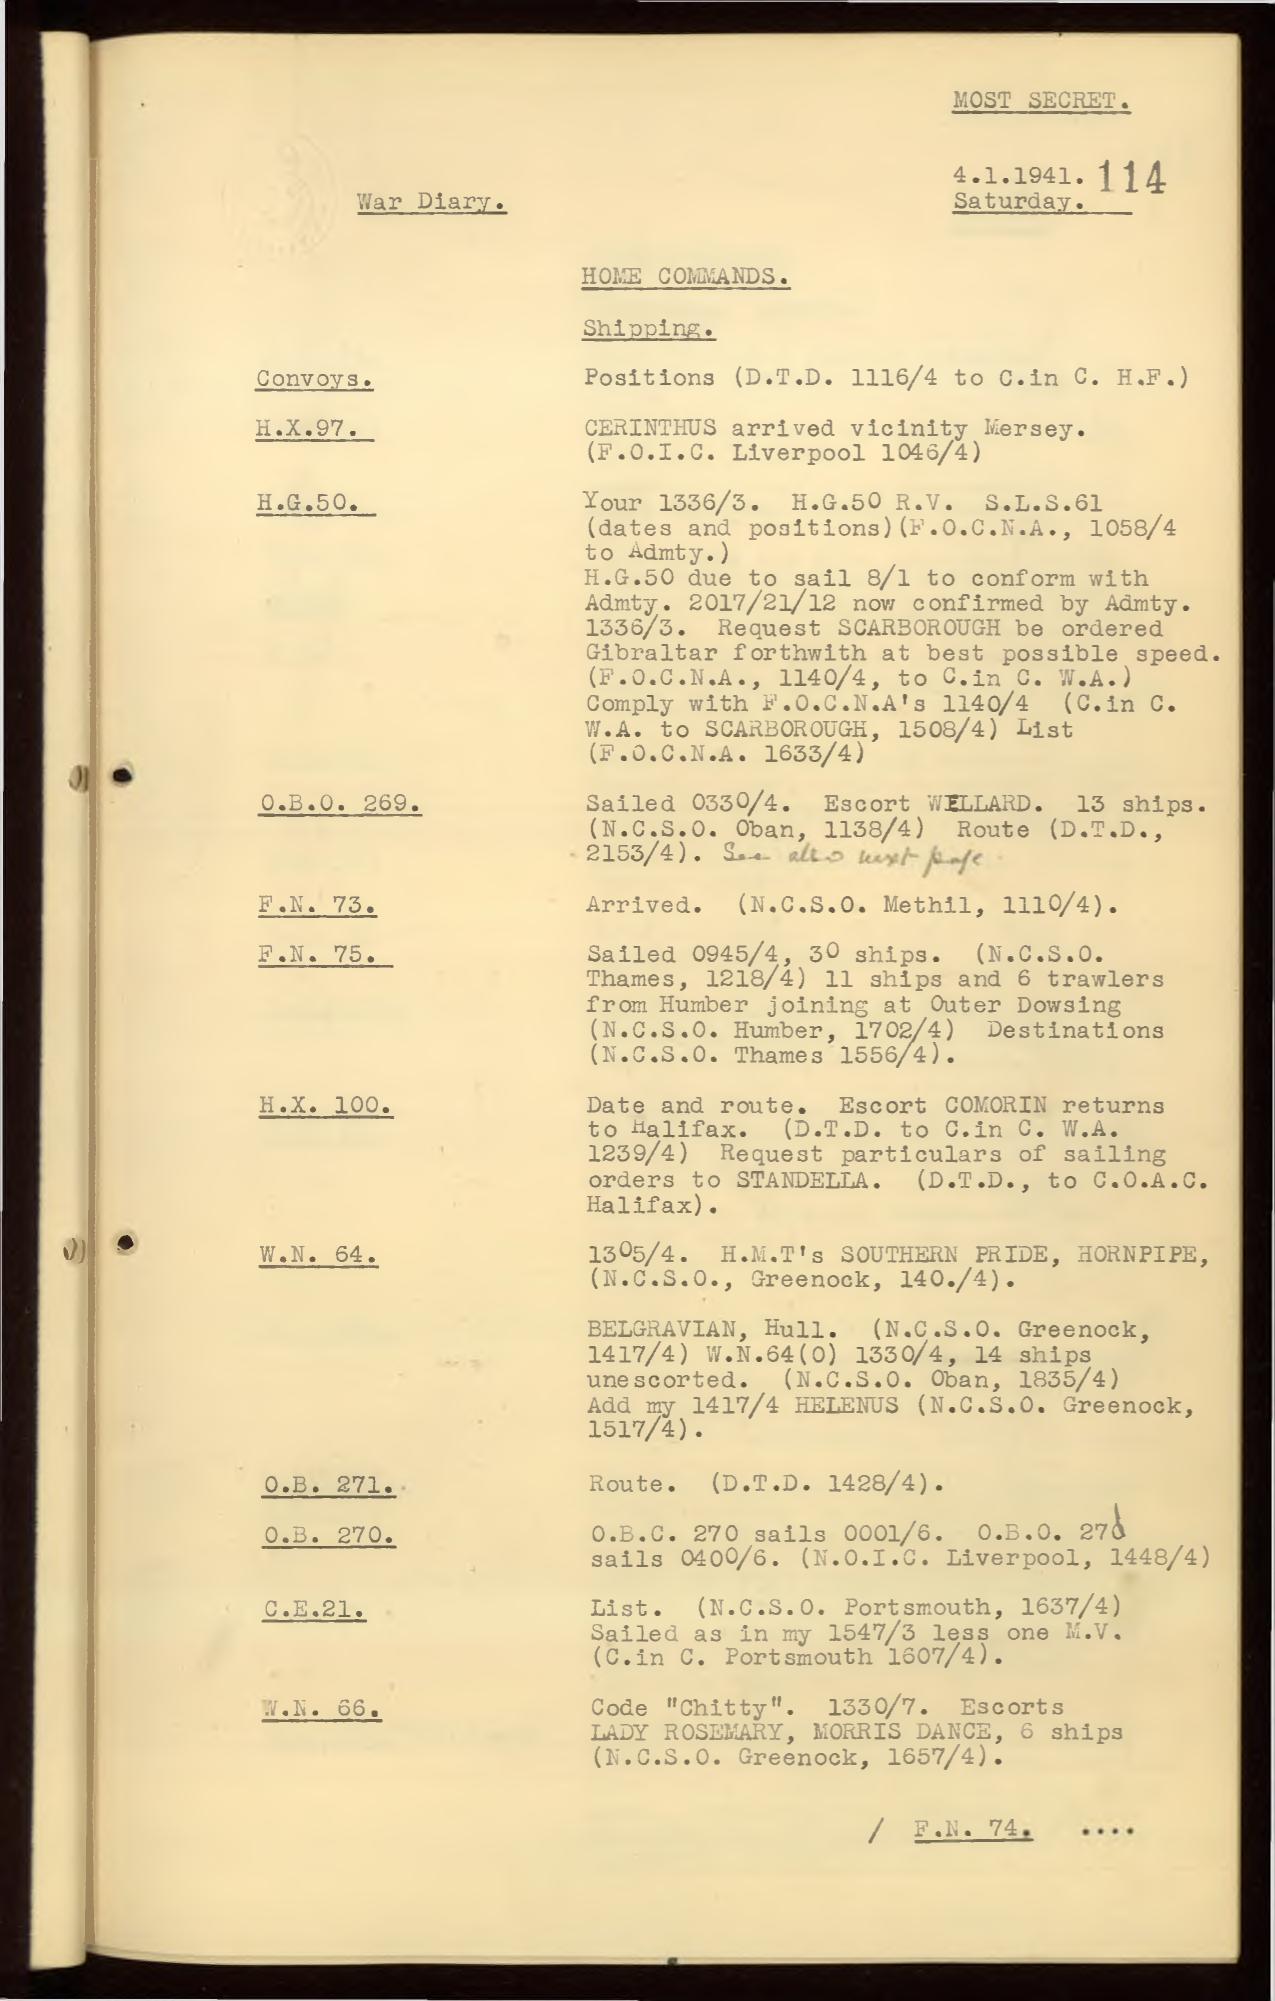 MOST SECRET.
4.1.1941. 114
War Diary.
Saturday.
HOME COMMANDS.
Shipping.
Convoys.
Positions (D.T.D. 1116/4 to C.in C. H.F.)
H.X.97.
CERINTHUS arrived vicinity Mersey.
(F.O.I.C. Liverpool 1046/4)
H.G.50.
Your 1336/3. H.G.50 R.V. S.L.S.61
(dates and positions)(F.O.C.N.A., 1058/4
to Admty.)
H.G.50 due to sail 8/1 to conform with
Admty. 2017/21/12 now confirmed by Admty.
1336/3. Request SCARBOROUGH be ordered
Gibraltar forthwith at best possible speed.
(F.O.C.N.A., 1140/4, to C.in C. W.A.)
Comply with F.O.C.N.A's 1140/4 (C.in C.
W.A. to SCARBOROUGH, 1508/4) List
(F.O.C.N.A. 1633/4)
O.B.O. 269.
Sailed 0330/4. Escort WELLARD. 13 ships.
(N.C.S.O. Oban, 1138/4) Route (D.T.D.,
2153/4). See also next page
F.N. 73.
Arrived. (N.C.S.O. Methil, 1110/4).
F.N. 75.
Sailed 0945/4, 30 ships. (N.C.S.O.
Thames, 1218/4) 11 ships and 6 trawlers
from Humber joining at Outer Dowsing
(N.C.S.O. Humber, 1702/4) Destinations
(N.C.S.O. Thames 1556/4).
H.X. 100.
Date and route. Escort COMORIN returns
to Halifax. (D.T.D. to C.in C. W.A.
1239/4) Request particulars of sailing
orders to STANDELLA. (D.T.D., to C.O.A.C.
Halifax).
W.N. 64.
1305/4. H.M.T's SOUTHERN PRIDE, HORNPIPE,
(N.C.S.O., Greenock, 140./4).
BELGRAVIAN, Hull. (N.C.S.O. Greenock,
1417/4) W.N.64(O) 1330/4, 14 ships
unescorted. (N.C.S.O. Oban, 1835/4)
Add my 1417/4 HELENUS (N.C.S.O. Greenock,
1517/4).
O.B. 271.
Route. (D.T.D. 1428/4).
O.B. 270.
O.B.C. 270 sails 0001/6. O.B.O. 270
sails 0400/6. (N.O.I.C. Liverpool, 1448/4)
C.E.21.
List. (N.C.S.O. Portsmouth, 1637/4)
Sailed as in my 1547/3 less one M.V.
(C.in C. Portsmouth 1607/4).
W.N. 66.
Code "Chitty". 1330/7. Escorts
LADY ROSEMARY, MORRIS DANCE, 6 ships
(N.C.S.O. Greenock, 1657/4).
/ F.N. 74. ....